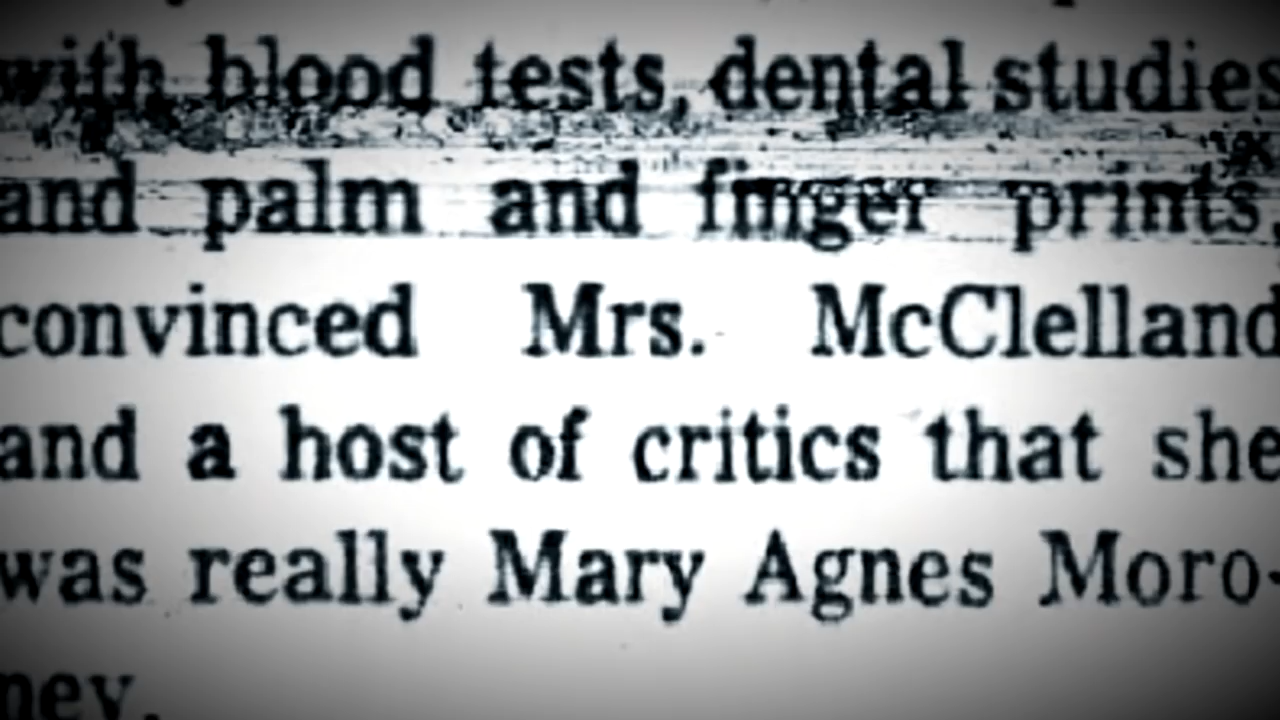 with blood tests, dental studies
and palm and finger prints,
convinced Mrs. McClelland
and a host of critics that she
was really Mary Agnes Moro-
ney.